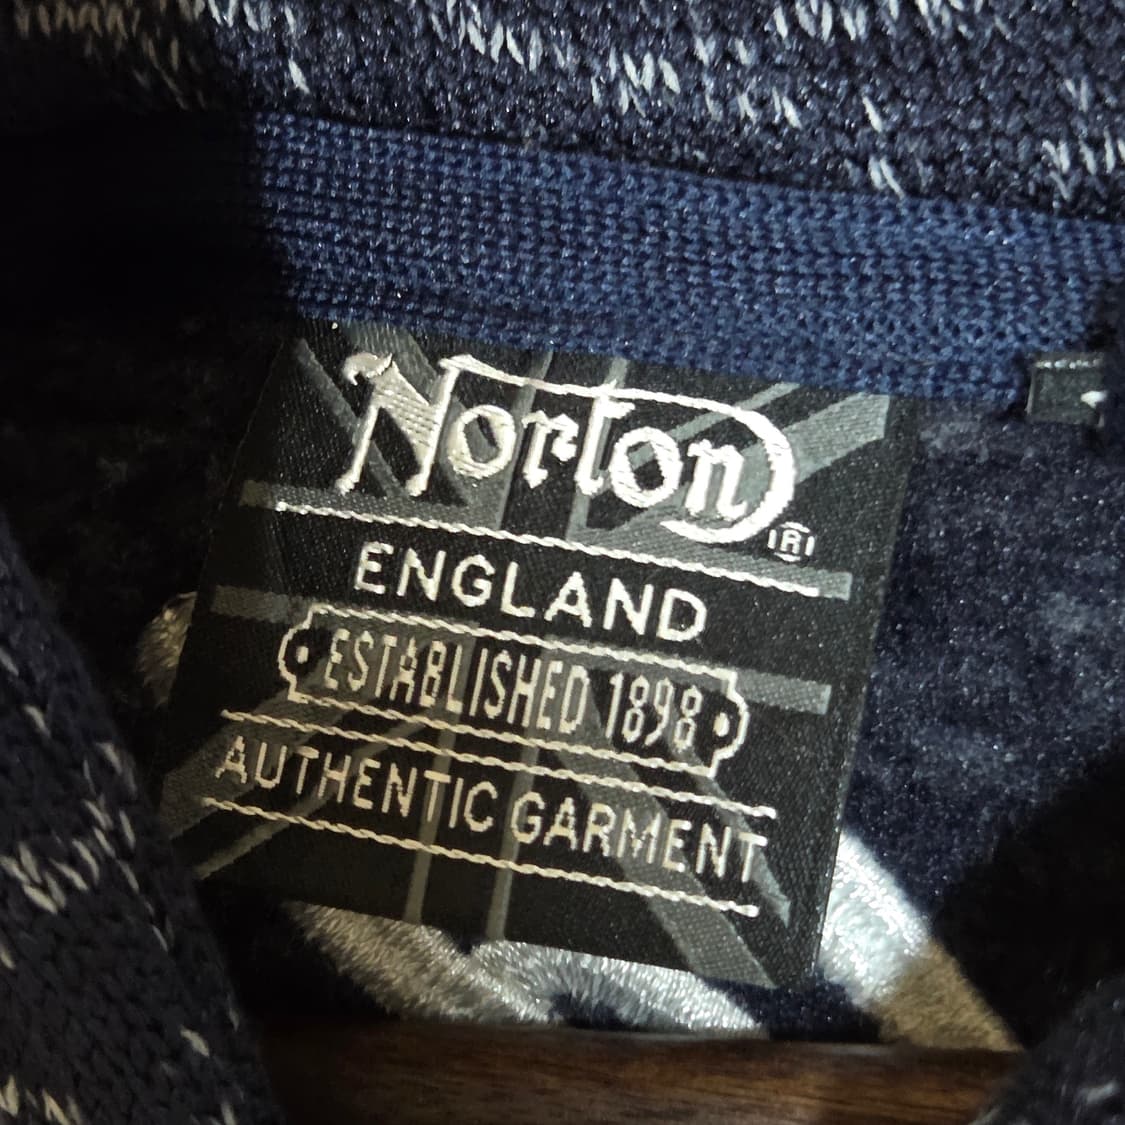 Norton®
ENGLAND
ESTABLISHED 1898
AUTHENTIC GARMENT